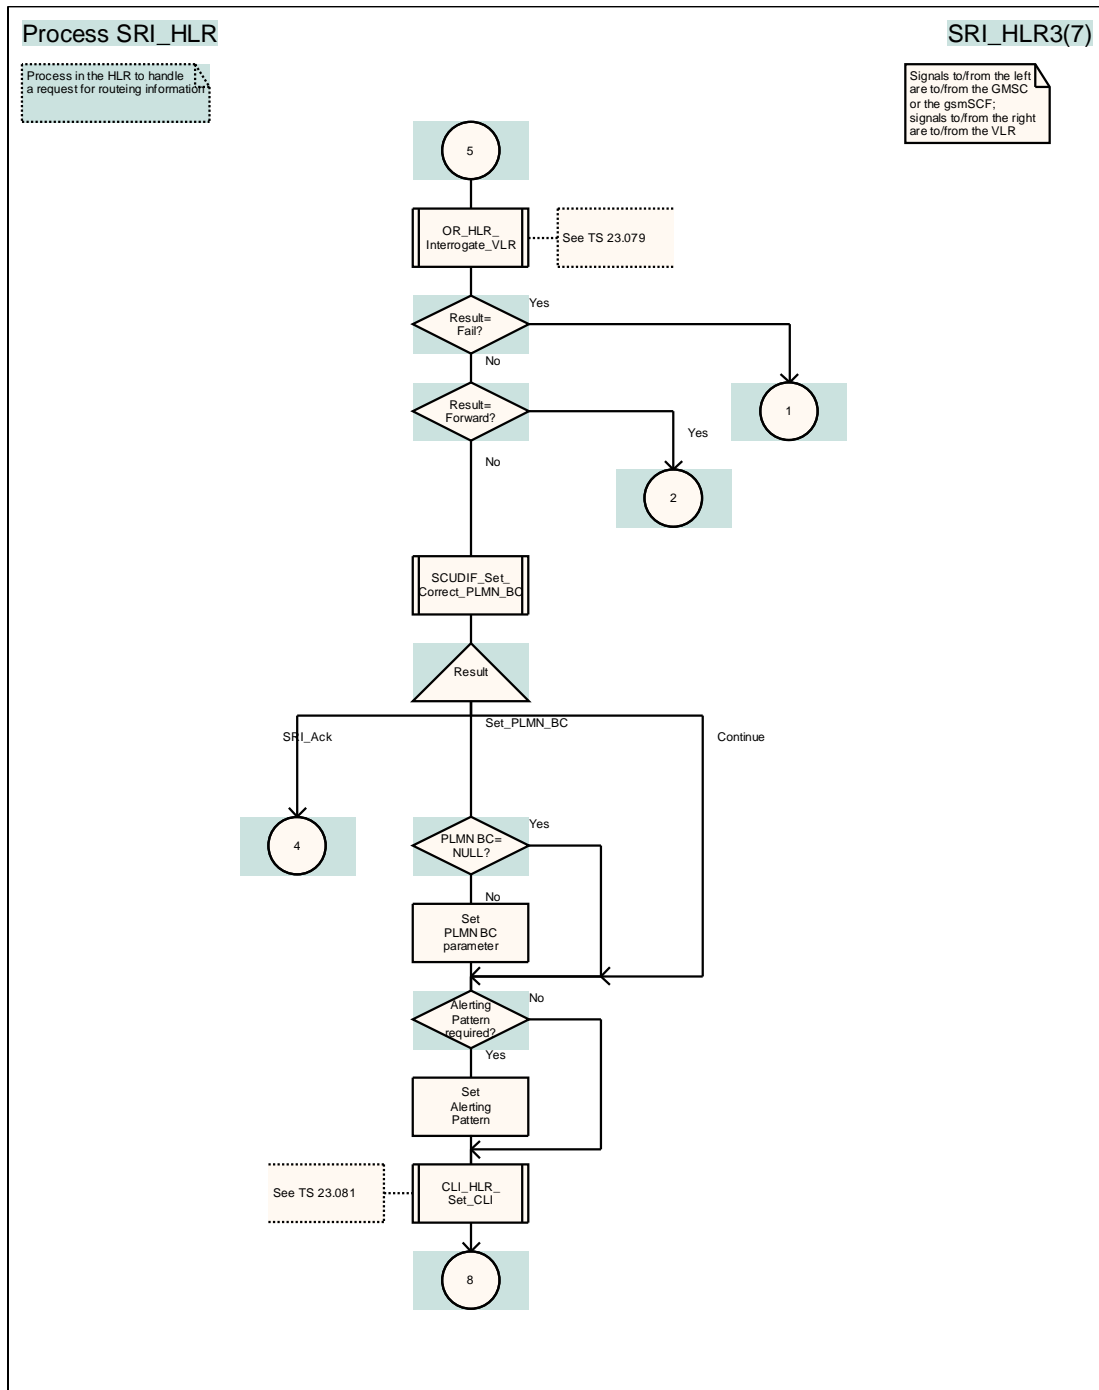 Process SRI_HLR
SRI_HLR3(7)
Process in the HLR to handle
a request for routeing information
Signals to/from the left
are to/from the GMSC
or the gsmSCF;
signals to/from the right
are to/from the VLR
5
OR_HLR_
Interrogate_VLR
See TS 23.079
Result=
Fail?
Yes
No
Result=
Forward?
1
Yes
No
2
SCUDIF_Set_
Correct_PLMN_BC
Result
SRI_Ack
Set_PLMN_BC
Continue
4
PLMN BC=
NULL?
Yes
No
Set
PLMN BC
parameter
Alerting
Pattern
required?
No
Yes
Set
Alerting
Pattern
See TS 23.081
CLI_HLR_
Set_CLI
8